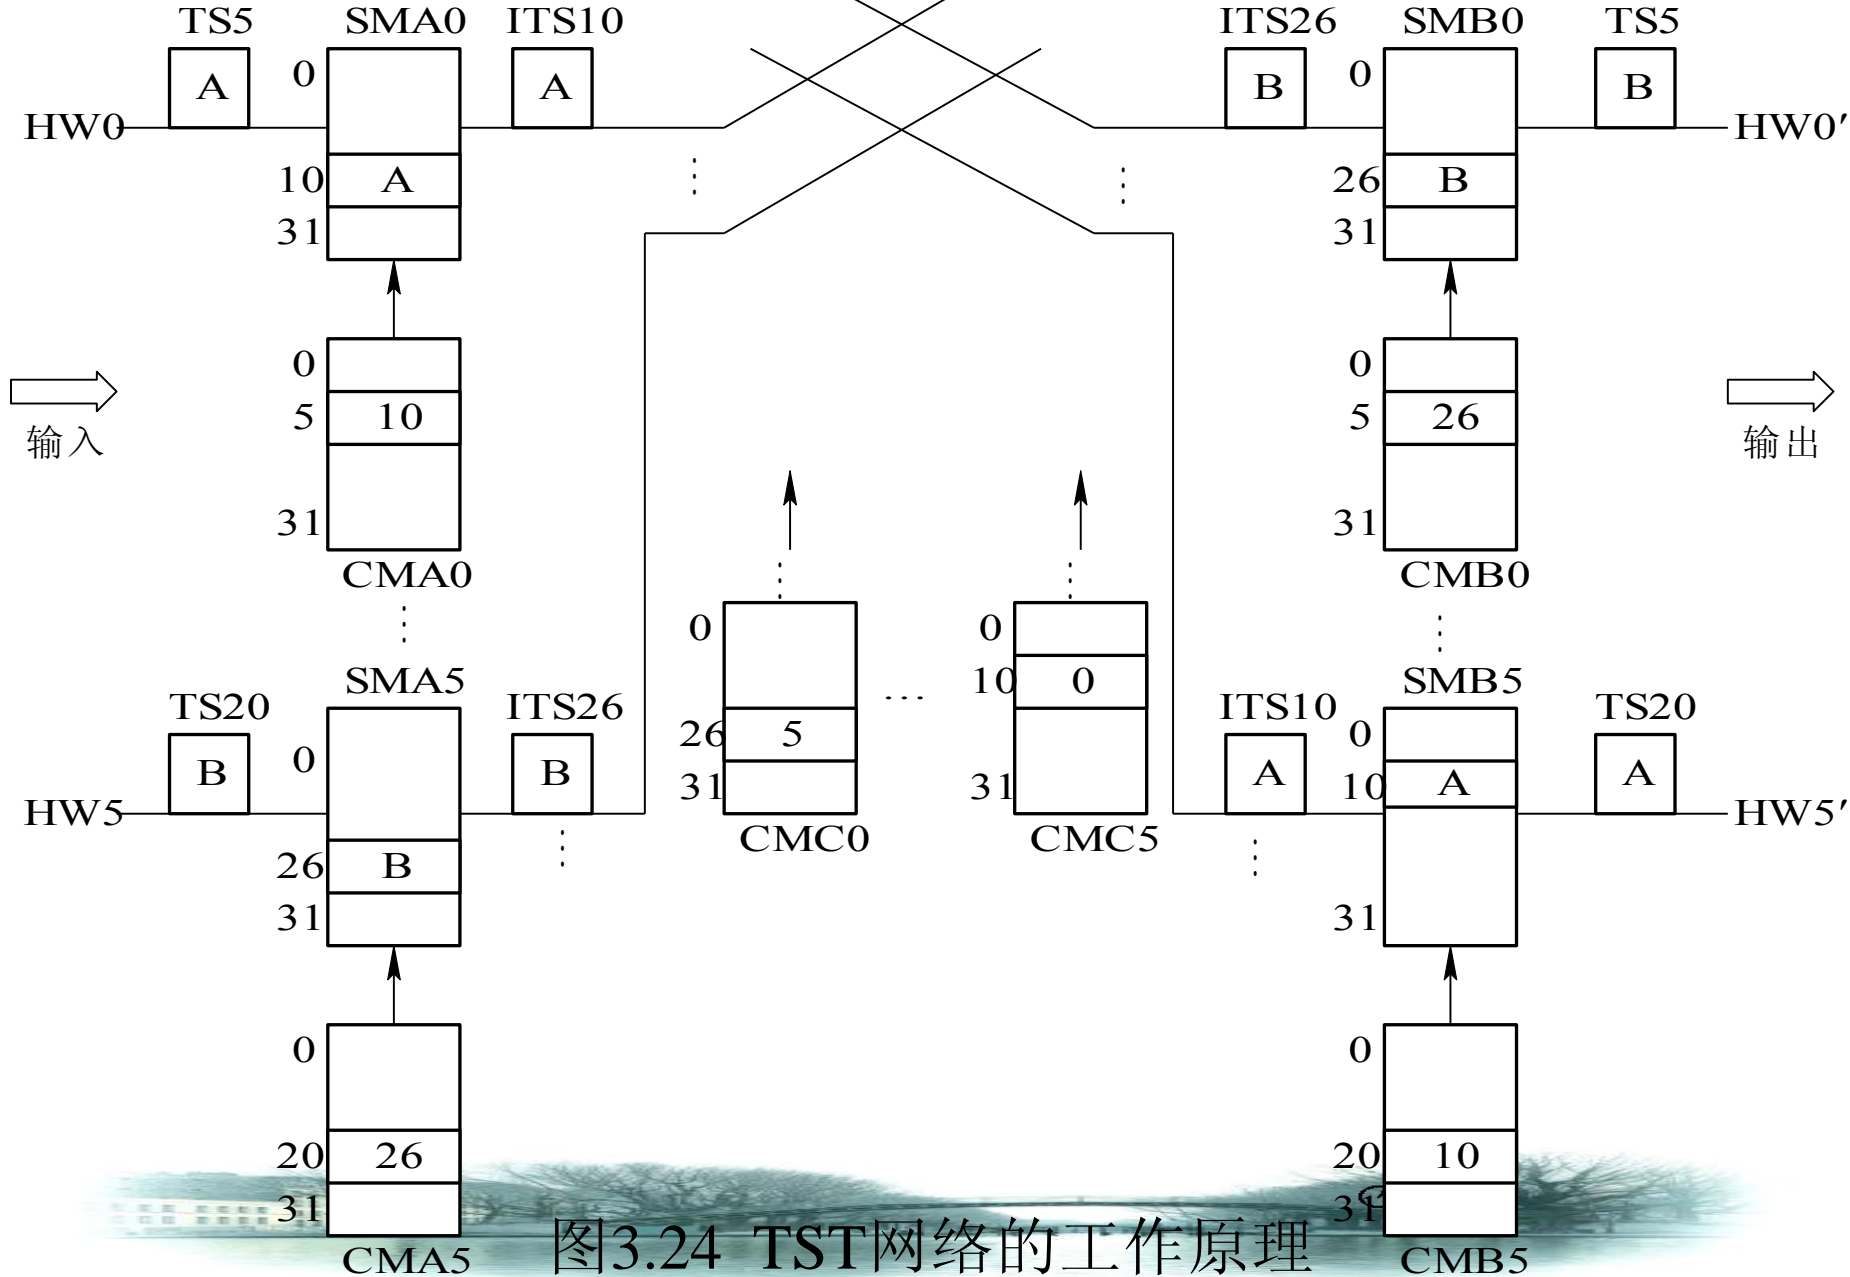 TS5 SMA0 ITS10 ITS26 SMB0 TS5
0 0
A A B B
HW0 HW0′
10 A 26 B
31 31
0 0
5 10 5 26
输入 输出
31 31
CMA0 CMB0
0 0
SMA5 10 0 SMB5
TS20 ITS26 ITS10 TS20
0 26 5 0
B B A 10 A A
31 31
HW5 HW5′
CMC0 CMC5
26 B
31 31
0 0
20 26 20 10
31 31
图3.24 TST网络的工作原理
CMA5 CMB5